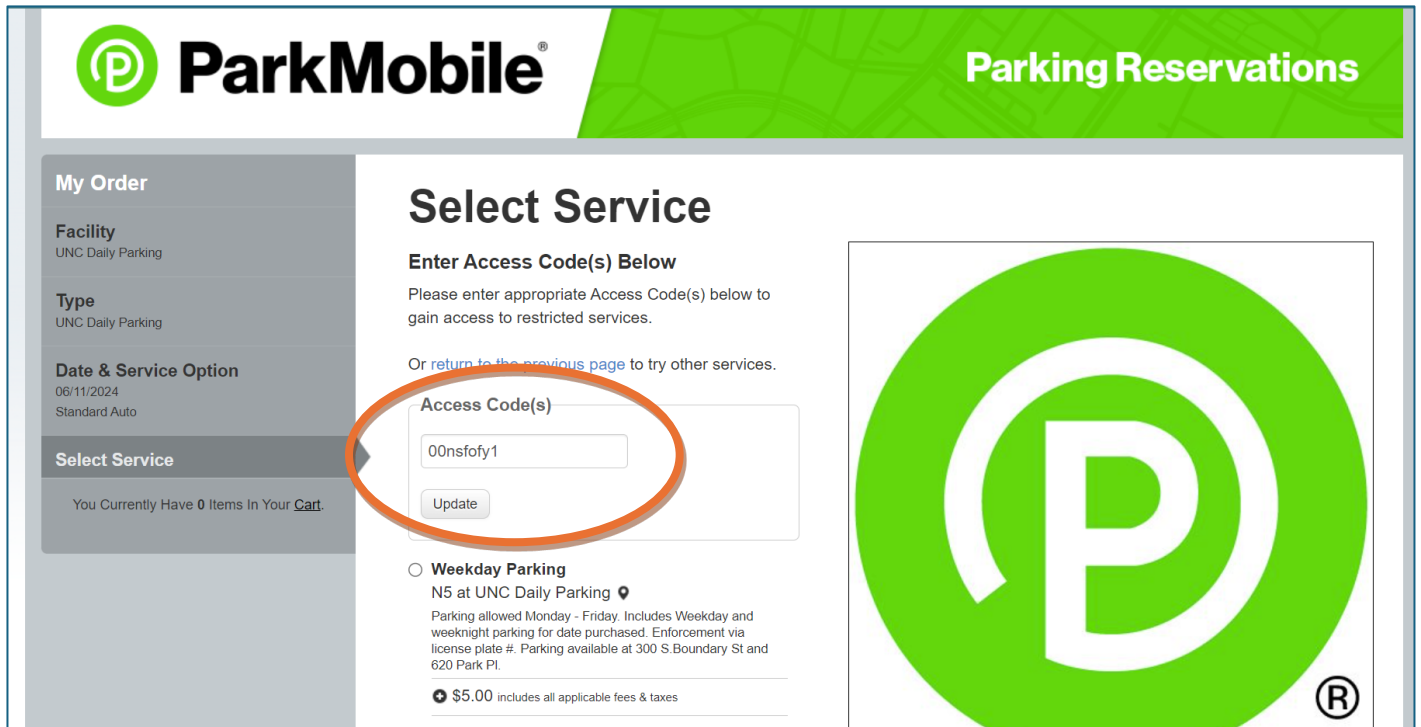 ParkMobile®
Parking Reservations
My Order
Facility
UNC Daily Parking
Type
UNC Daily Parking
Date & Service Option
06/11/2024
Standard Auto
Select Service
You Currently Have 0 Items In Your Cart.
Select Service
Enter Access Code(s) Below
Please enter appropriate Access Code(s) below to
gain access to restricted services.
Or return to the previous page to try other services.
Access Code(s)
00nsfofy1
Update
Weekday Parking
N5 at UNC Daily Parking
Parking allowed Monday - Friday. Includes Weekday and
weeknight parking for date purchased. Enforcement via
license plate #. Parking available at 300 S.Boundary St and
620 Park Pl.
$5.00 includes all applicable fees & taxes
P
®